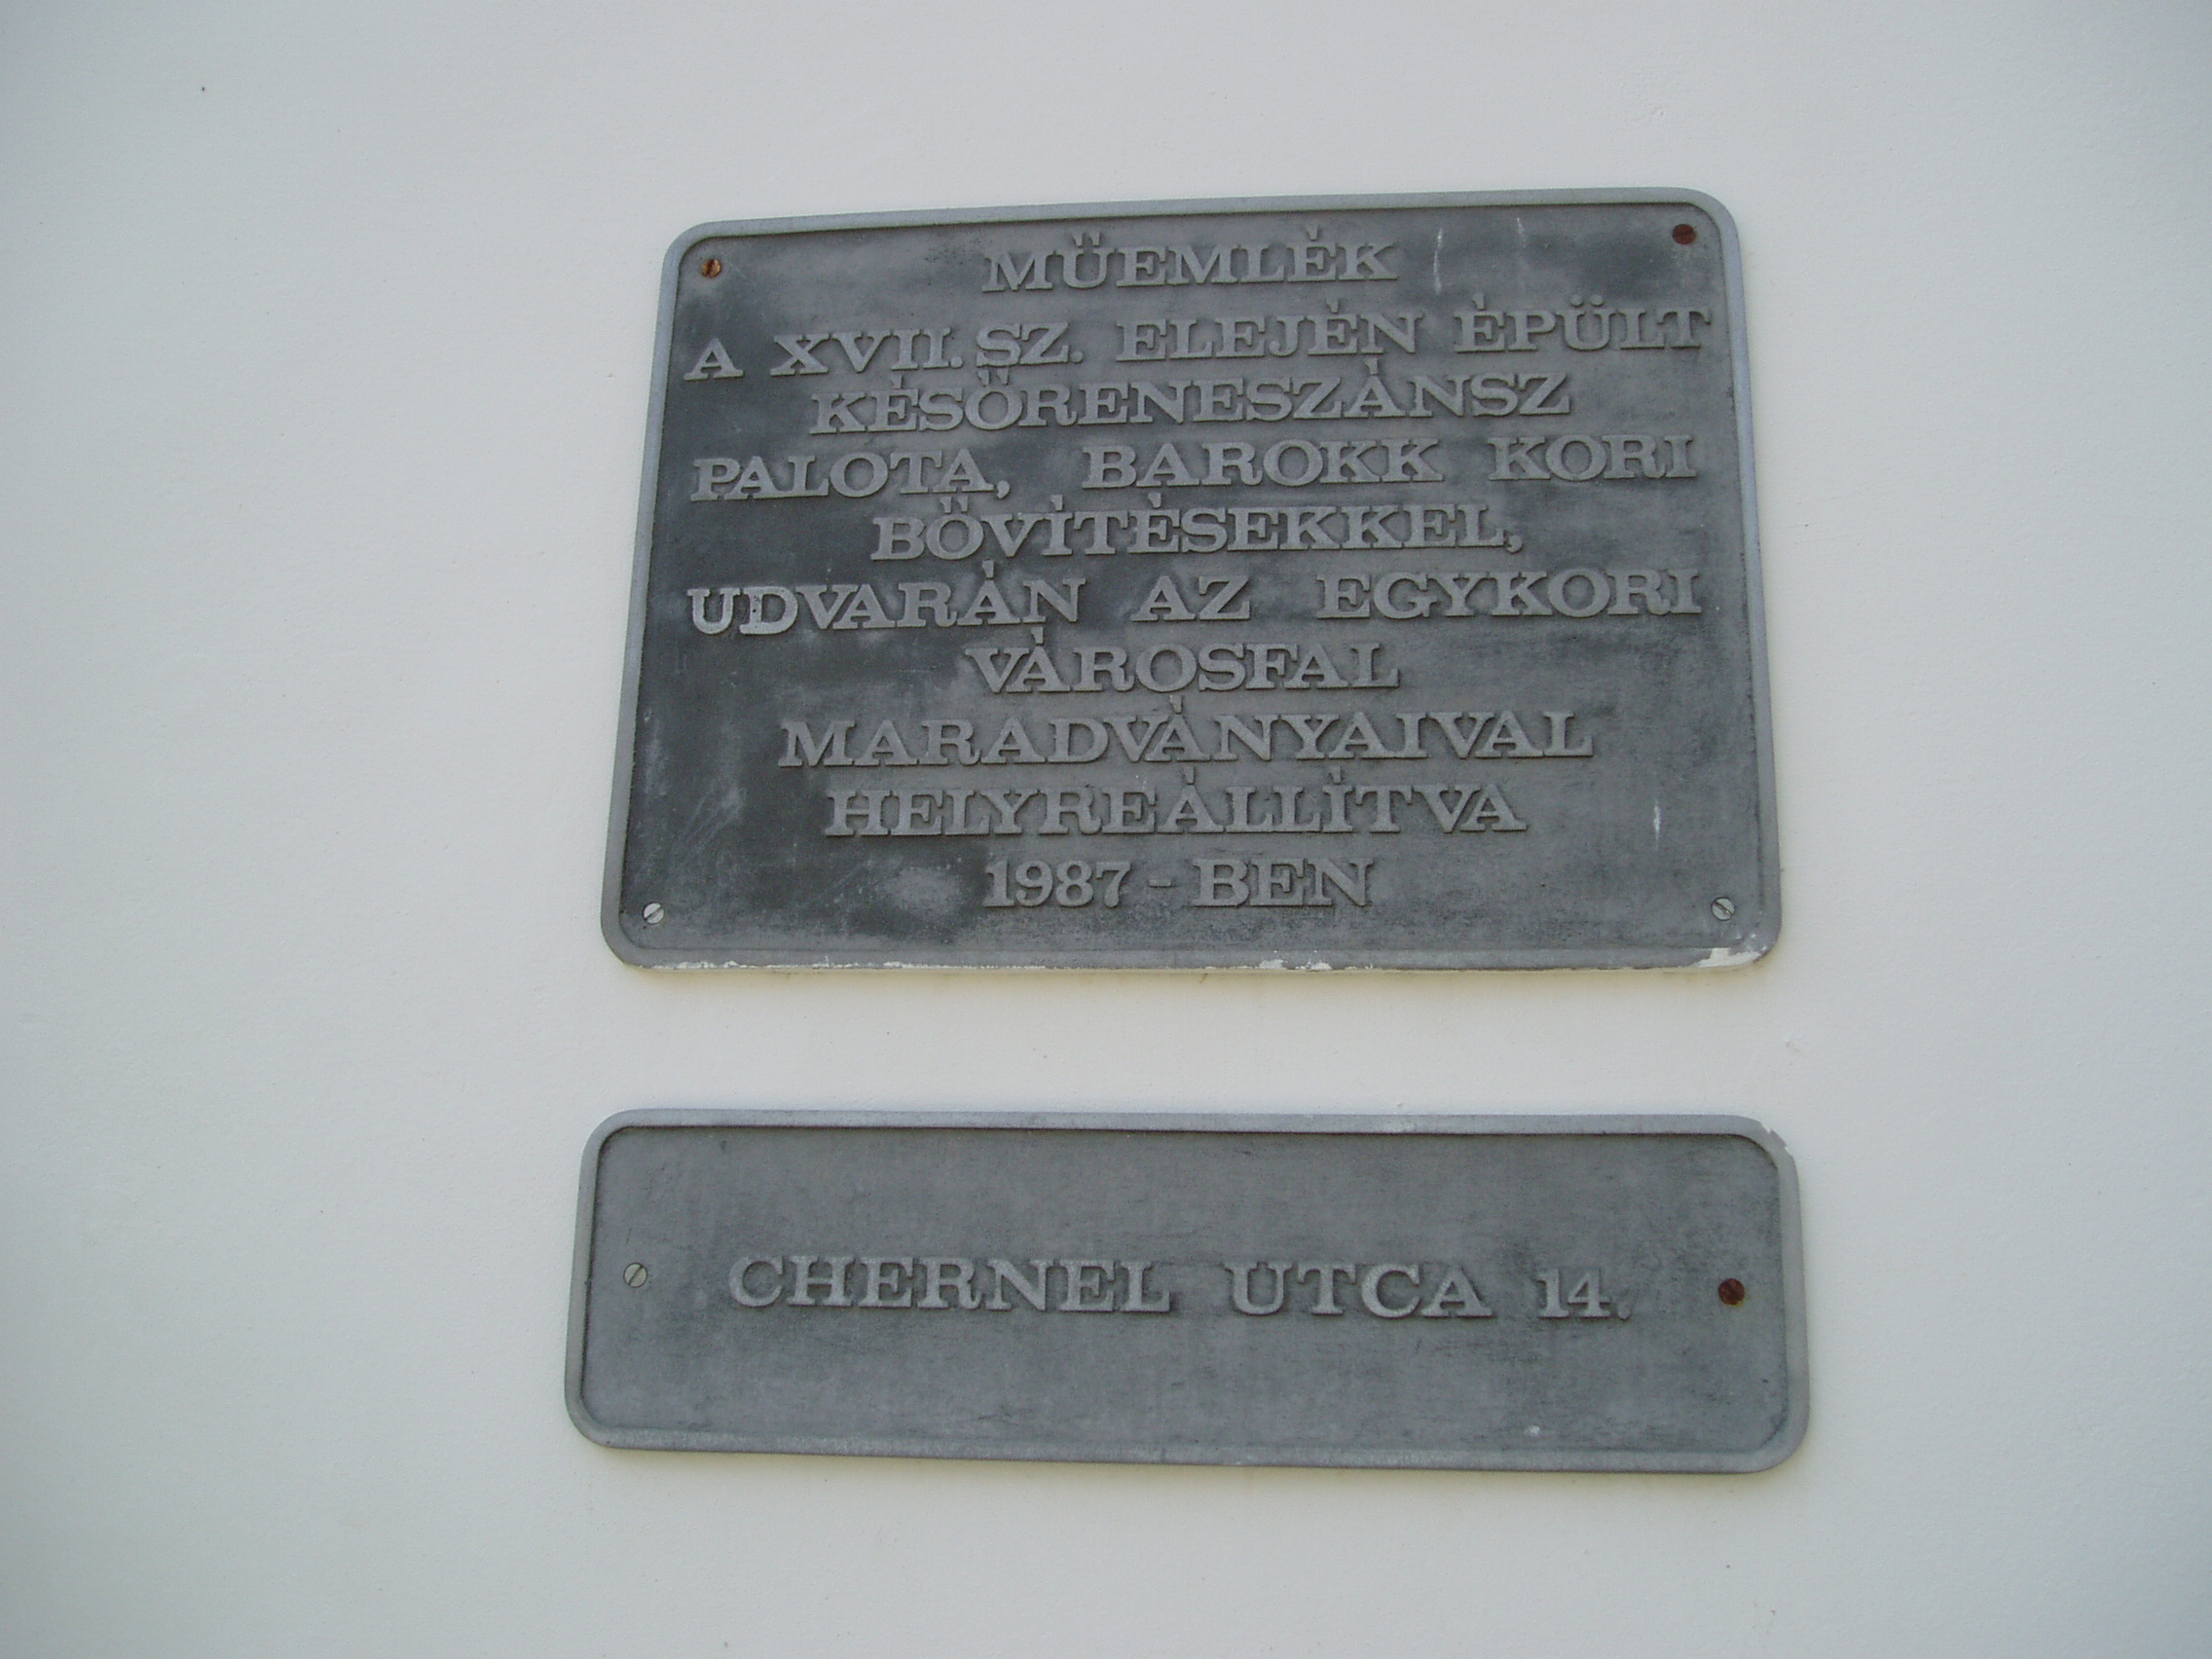 MŰEMLÉK
A XVII. SZ. ELEJÉN ÉPÜLT
KÉSŐRENESZÁNSZ
PALOTA, BAROKK KORI
BŐVÍTÉSEKKEL,
UDVARÁN AZ EGYKORI
VÁROSFAL
MARADVÁNYAIVAL
HELYREÁLLÍTVA
1987 - BEN
CHERNEL UTCA 14.